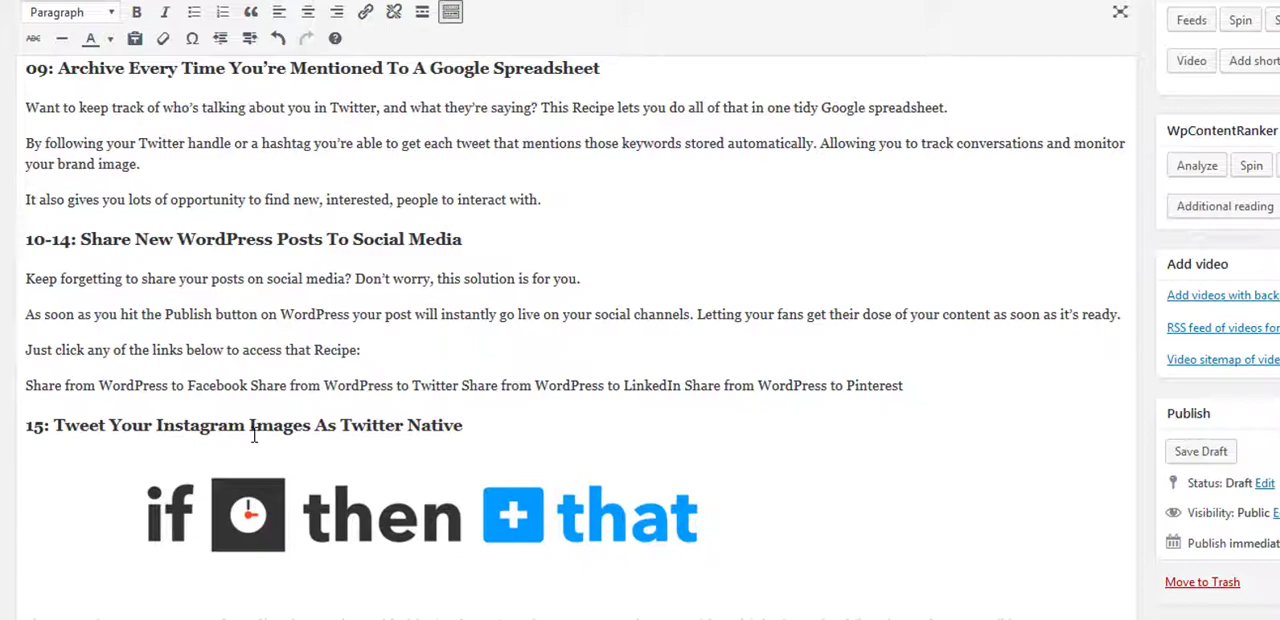 Paragraph
Feeds
Spin
S
Video
Add short
09: Archive Every Time You're Mentioned To A Google Spreadsheet
Want to keep track of who's talking about you in Twitter, and what they're saying? This Recipe lets you do all of that in one tidy Google spreadsheet.
By following your Twitter handle or a hashtag you're able to get each tweet that mentions those keywords stored automatically. Allowing you to track conversations and monitor
your brand image.
It also gives you lots of opportunity to find new, interested, people to interact with.
10-14: Share New WordPress Posts To Social Media
Keep forgetting to share your posts on social media? Don't worry, this solution is for you.
As soon as you hit the Publish button on WordPress your post will instantly go live on your social channels. Letting your fans get their dose of your content as soon as it's ready.
Just click any of the links below to access that Recipe:
Share from WordPress to Facebook Share from WordPress to Twitter Share from WordPress to LinkedIn Share from WordPress to Pinterest
15: Tweet Your Instagram Images As Twitter Native
if then that
WpContentRanker
Analyze
Spin
Additional reading
Add video
Add videos with back
RSS feed of videos for
Video sitemap of vide
Publish
Save Draft
Status: Draft Edit
Visibility: Public E
Publish immediat
Move to Trash